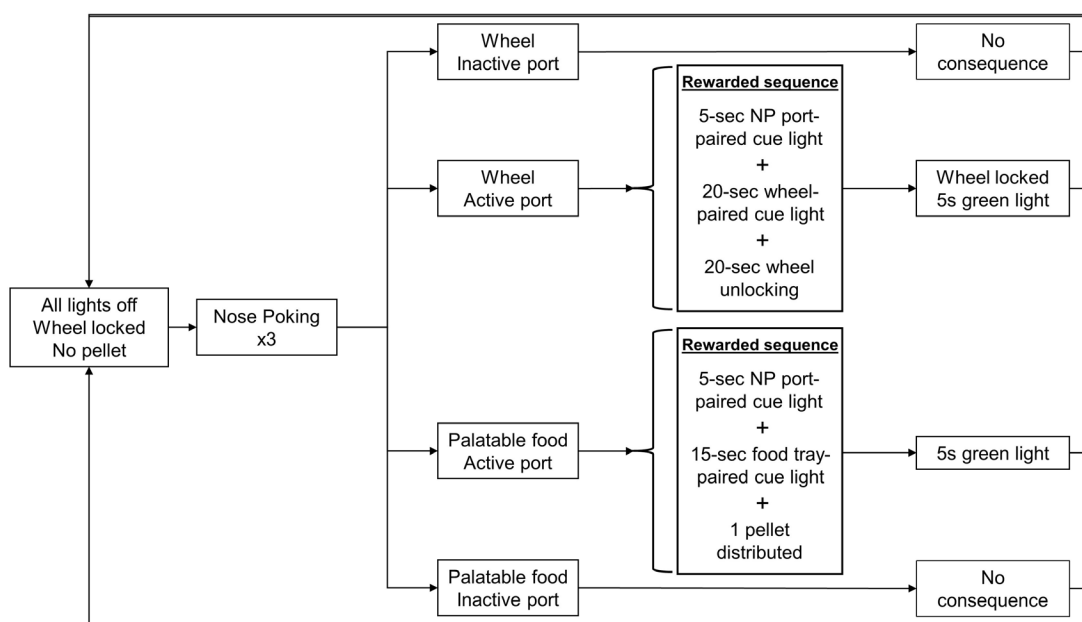 All lights off
Wheel locked
No pellet
Nose Poking
x3
Wheel
Inactive port
No
consequence
Wheel
Active port
Rewarded sequence
5-sec NP port-
paired cue light
+
20-sec wheel-
paired cue light
+
20-sec wheel
unlocking
Wheel locked
5s green light
Palatable food
Active port
Rewarded sequence
5-sec NP port-
paired cue light
+
15-sec food tray-
paired cue light
+
1 pellet
distributed
5s green light
Palatable food
Inactive port
No
consequence